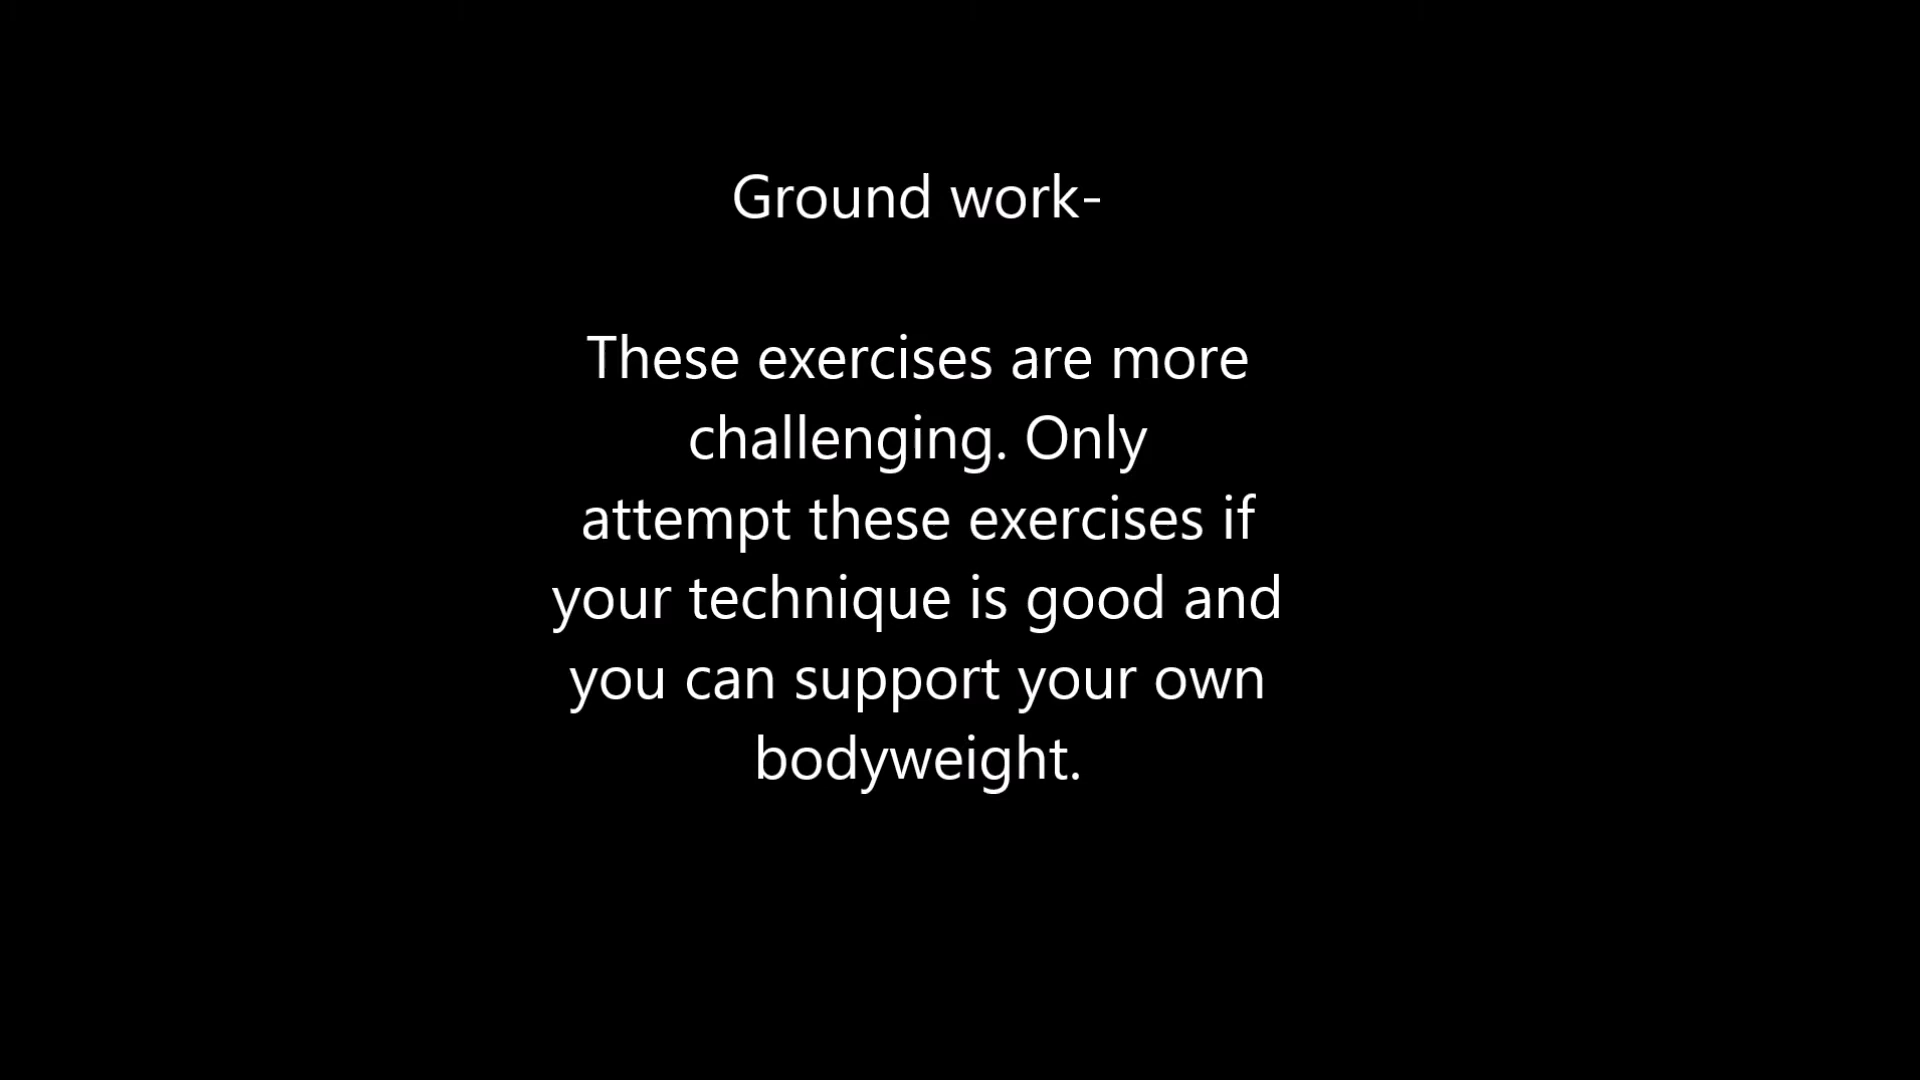 Ground work-
These exercises are more
challenging. Only
attempt these exercises if
your technique is good and
you can support your own
bodyweight.